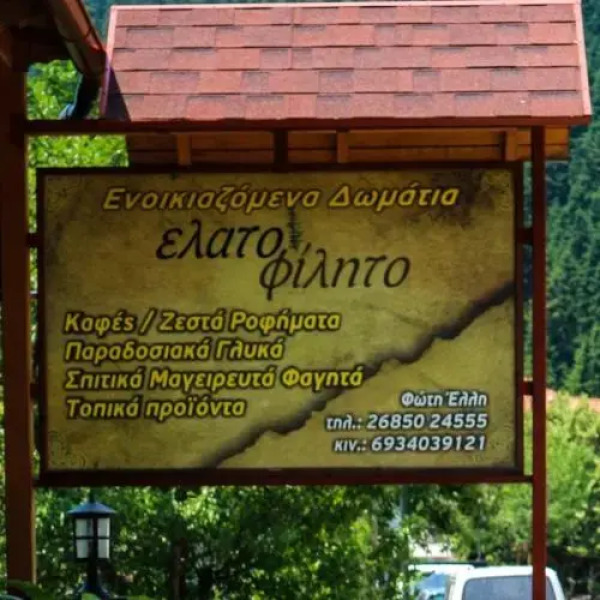 Ενοικιαζόμενα Δωμάτια
ελατο
φίλητο
Καφές / Ζεστά Ροφήματα
Παραδοσιακά Γλυκά
Σπιτικά Μαγειρευτά Φαγητά
Τοπικά προϊόντα
Φώτη Έλλη
τηλ.: 26850 24555
κιν.: 6934039121